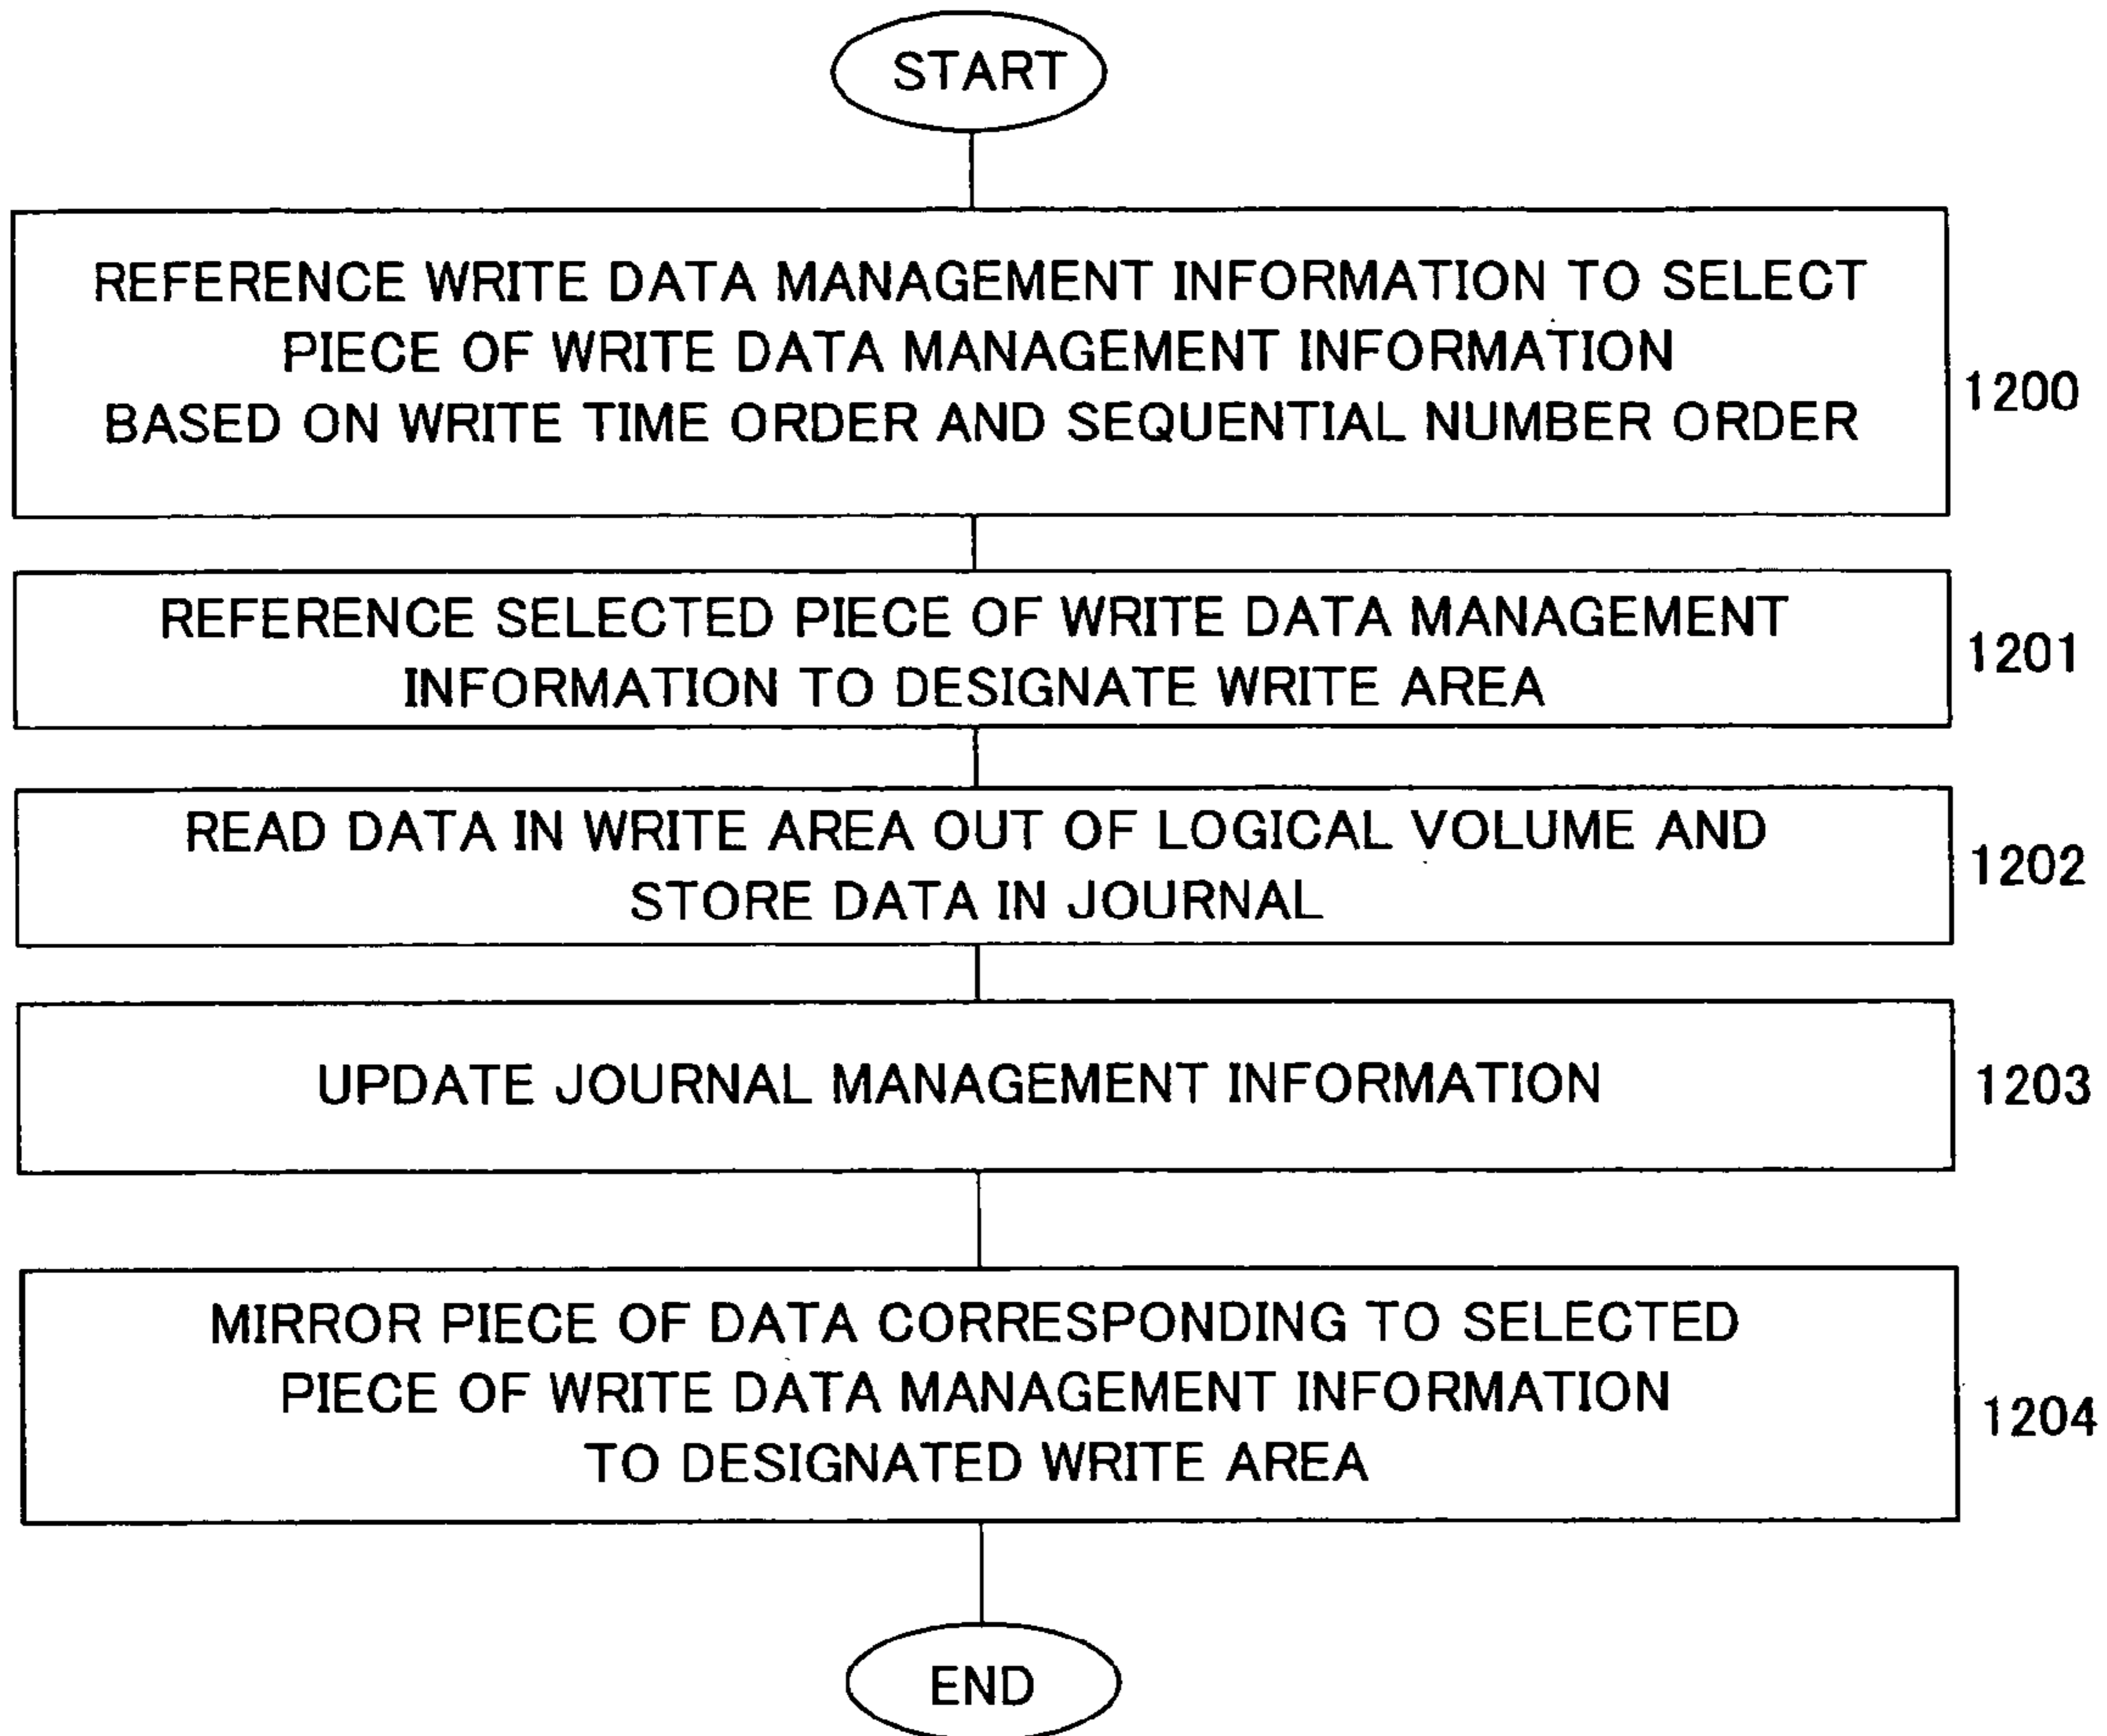 START
REFERENCE WRITE DATA MANAGEMENT INFORMATION TO SELECT
PIECE OF WRITE DATA MANAGEMENT INFORMATION
BASED ON WRITE TIME ORDER AND SEQUENTIAL NUMBER ORDER
1200
REFERENCE SELECTED PIECE OF WRITE DATA MANAGEMENT
INFORMATION TO DESIGNATE WRITE AREA
1201
READ DATA IN WRITE AREA OUT OF LOGICAL VOLUME AND
STORE DATA IN JOURNAL
1202
UPDATE JOURNAL MANAGEMENT INFORMATION
1203
MIRROR PIECE OF DATA CORRESPONDING TO SELECTED
PIECE OF WRITE DATA MANAGEMENT INFORMATION
TO DESIGNATED WRITE AREA
1204
END